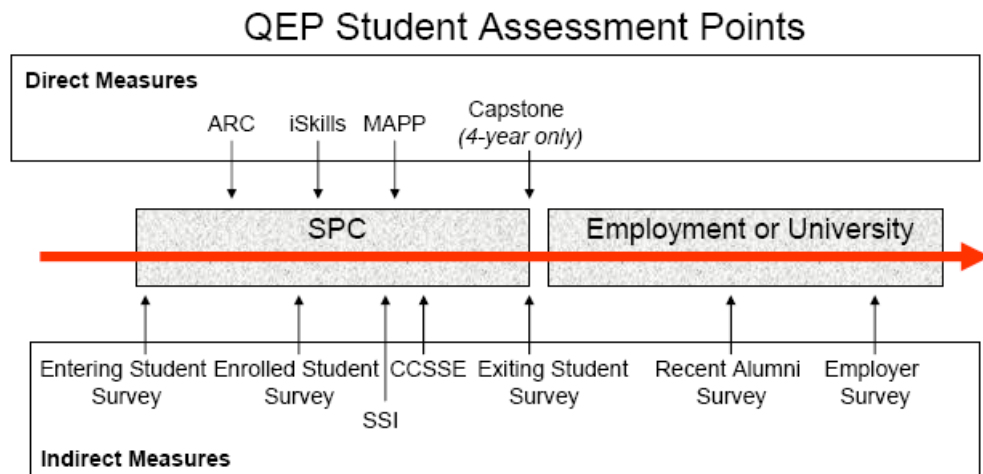 QEP Student Assessment Points
Direct Measures
ARC
iSkills
MAPP
Capstone
(4-year only)
SPC
Employment or University
Entering Student
Survey
Enrolled Student
Survey
SSI
CCSSE
Exiting Student
Survey
Recent Alumni
Survey
Employer
Survey
Indirect Measures